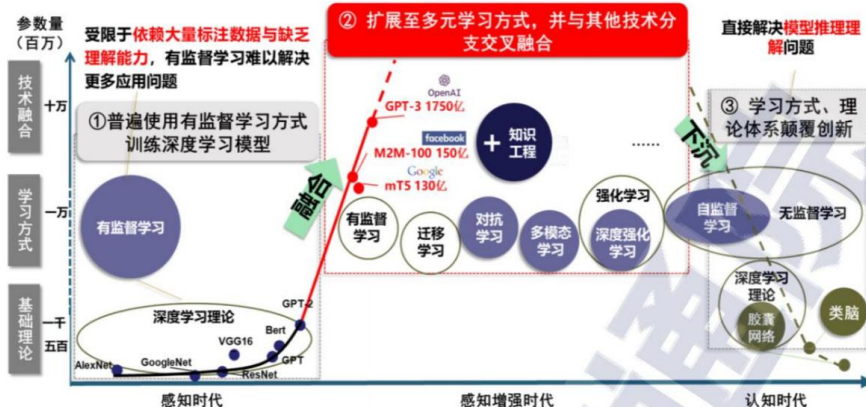 参数量
（百万）
受限于依赖大量标注数据与缺乏
理解能力，有监督学习难以解决
更多应用问题
② 扩展至多元学习方式，并与其他技术分
支交叉融合
直接解决模型推理理
解问题
技术融合
十万
①普遍使用有监督学习方式
训练深度学习模型
OpenAI
GPT-3 1750亿
facebook
M2M-100 150亿
Google
mT5 130亿
+
知识
工程
……
③ 学习方式、理
论体系颠覆创新
融合
下沉
学习方式
一万
有监督学习
有监督
学习
迁移
学习
对抗
学习
多模态
学习
强化学习
深度强化学
习
自监督
学习
无监督学习
基础理论
一千
五百
深度学习理论
GPT-2
Bert
VGG16
GPT
GoogleNet
ResNet
AlexNet
深度学习
理论
胶囊
网络
类脑
感知时代
感知增强时代
认知时代